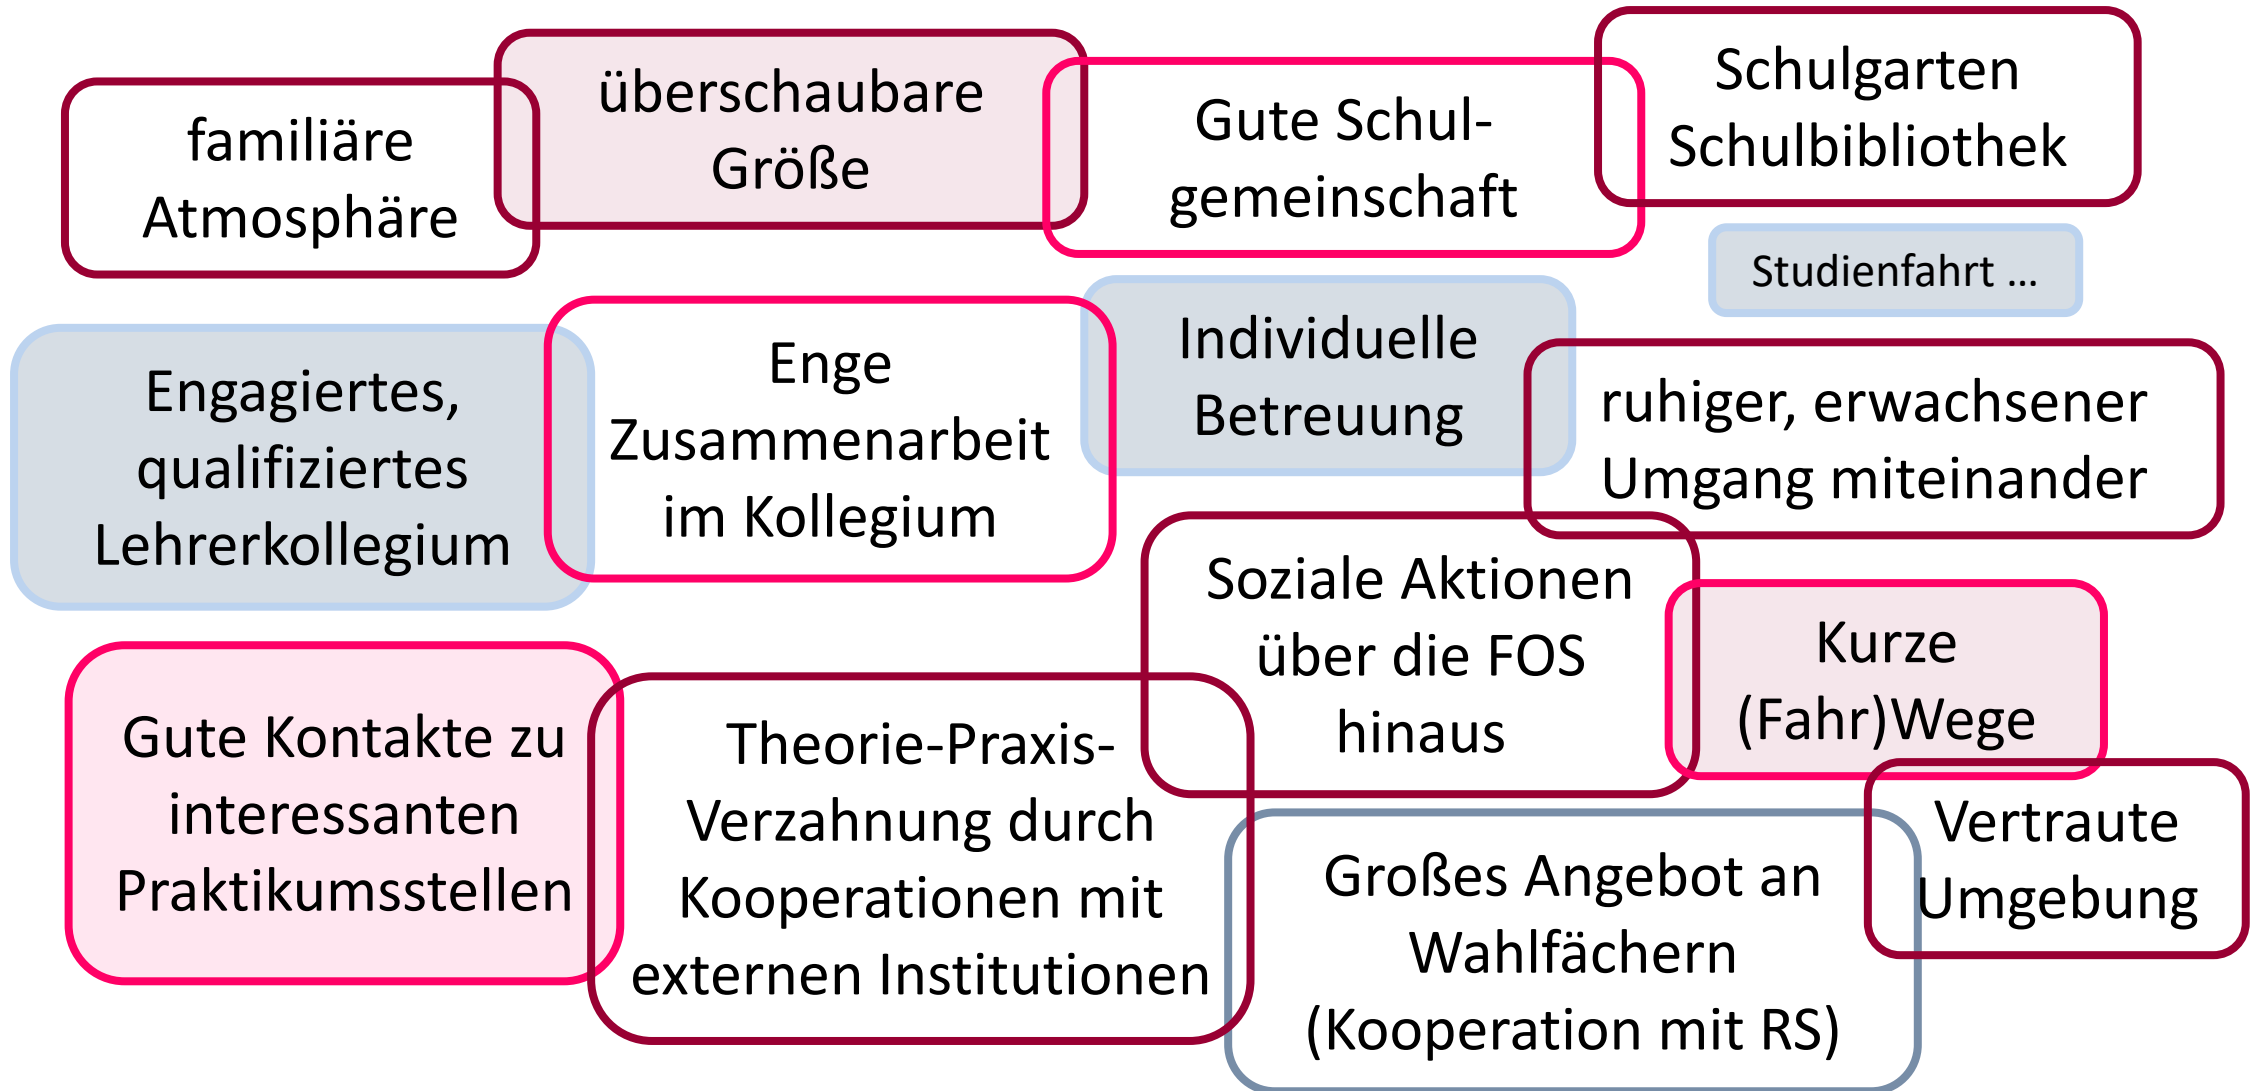 familiäre
Atmosphäre
überschaubare
Größe
Gute Schul-
gemeinschaft
Schulgarten
Schulbibliothek
Studienfahrt ...
Engagiertes,
qualifiziertes
Lehrerkollegium
Enge
Zusammenarbeit
im Kollegium
Individuelle
Betreuung
ruhiger, erwachsener
Umgang miteinander
Soziale Aktionen
über die FOS
hinaus
Kurze
(Fahr)Wege
Gute Kontakte zu
interessanten
Praktikumsstellen
Theorie-Praxis-
Verzahnung durch
Kooperationen mit
externen Institutionen
Großes Angebot an
Wahlfächern
(Kooperation mit RS)
Vertraute
Umgebung